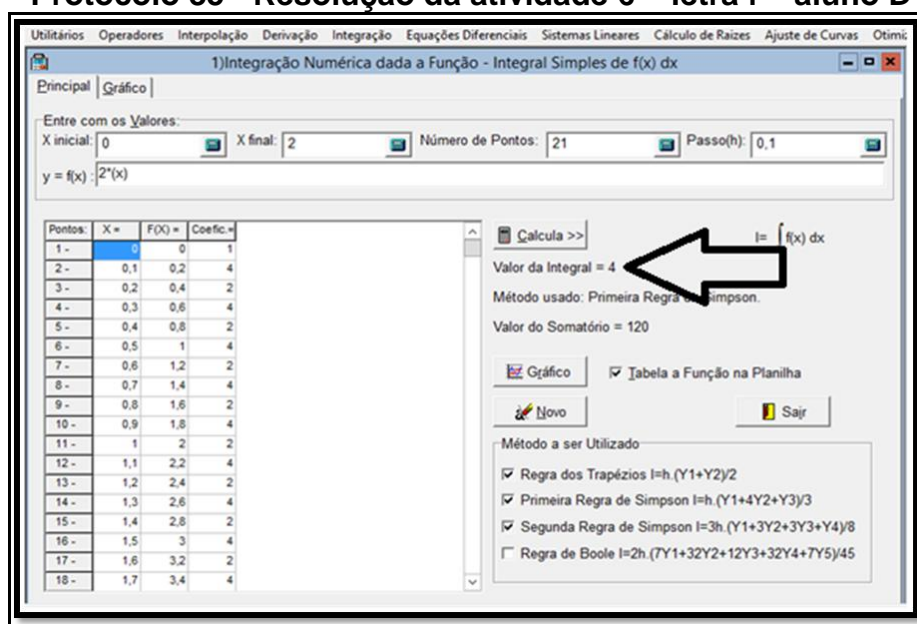 Protocolo 38 - Resolução da atividade 6 – letra f – aluno D
Utilitários Operadores Interpolação Derivação Integração Equações Diferenciais Sistemas Lineares Cálculo de Raizes Ajuste de Curvas
1)Integração Numérica dada a Função - Integral Simples de f(x) dx
Principal Gráfico
Entre com os Valores:
X inicial: 0 X final: 2 Número de Pontos: 21 Passo(h): 0,1
y = f(x) : 2*(x)
Pontos: X = F(X) = Coefic.=
1 - 0 0 1
2 - 0,1 0,2 4
3 - 0,2 0,4 2
4 - 0,3 0,6 4
5 - 0,4 0,8 2
6 - 0,5 1 4
7 - 0,6 1,2 2
8 - 0,7 1,4 4
9 - 0,8 1,6 2
10 - 0,9 1,8 4
11 - 1 2 2
12 - 1,1 2,2 4
13 - 1,2 2,4 2
14 - 1,3 2,6 4
15 - 1,4 2,8 2
16 - 1,5 3 4
17 - 1,6 3,2 2
18 - 1,7 3,4 4
Calcula >> I= ∫ f(x) dx
Valor da Integral = 4
Método usado: Primeira Regra de Simpson.
Valor do Somatório = 120
Gráfico Tabela a Função na Planilha
Novo Sair
Método a ser Utilizado
Regra dos Trapézios I=h.(Y1+Y2)/2
Primeira Regra de Simpson I=h.(Y1+4Y2+Y3)/3
Segunda Regra de Simpson I=3h.(Y1+3Y2+3Y3+Y4)/8
Regra de Boole I=2h.(7Y1+32Y2+12Y3+32Y4+7Y5)/45